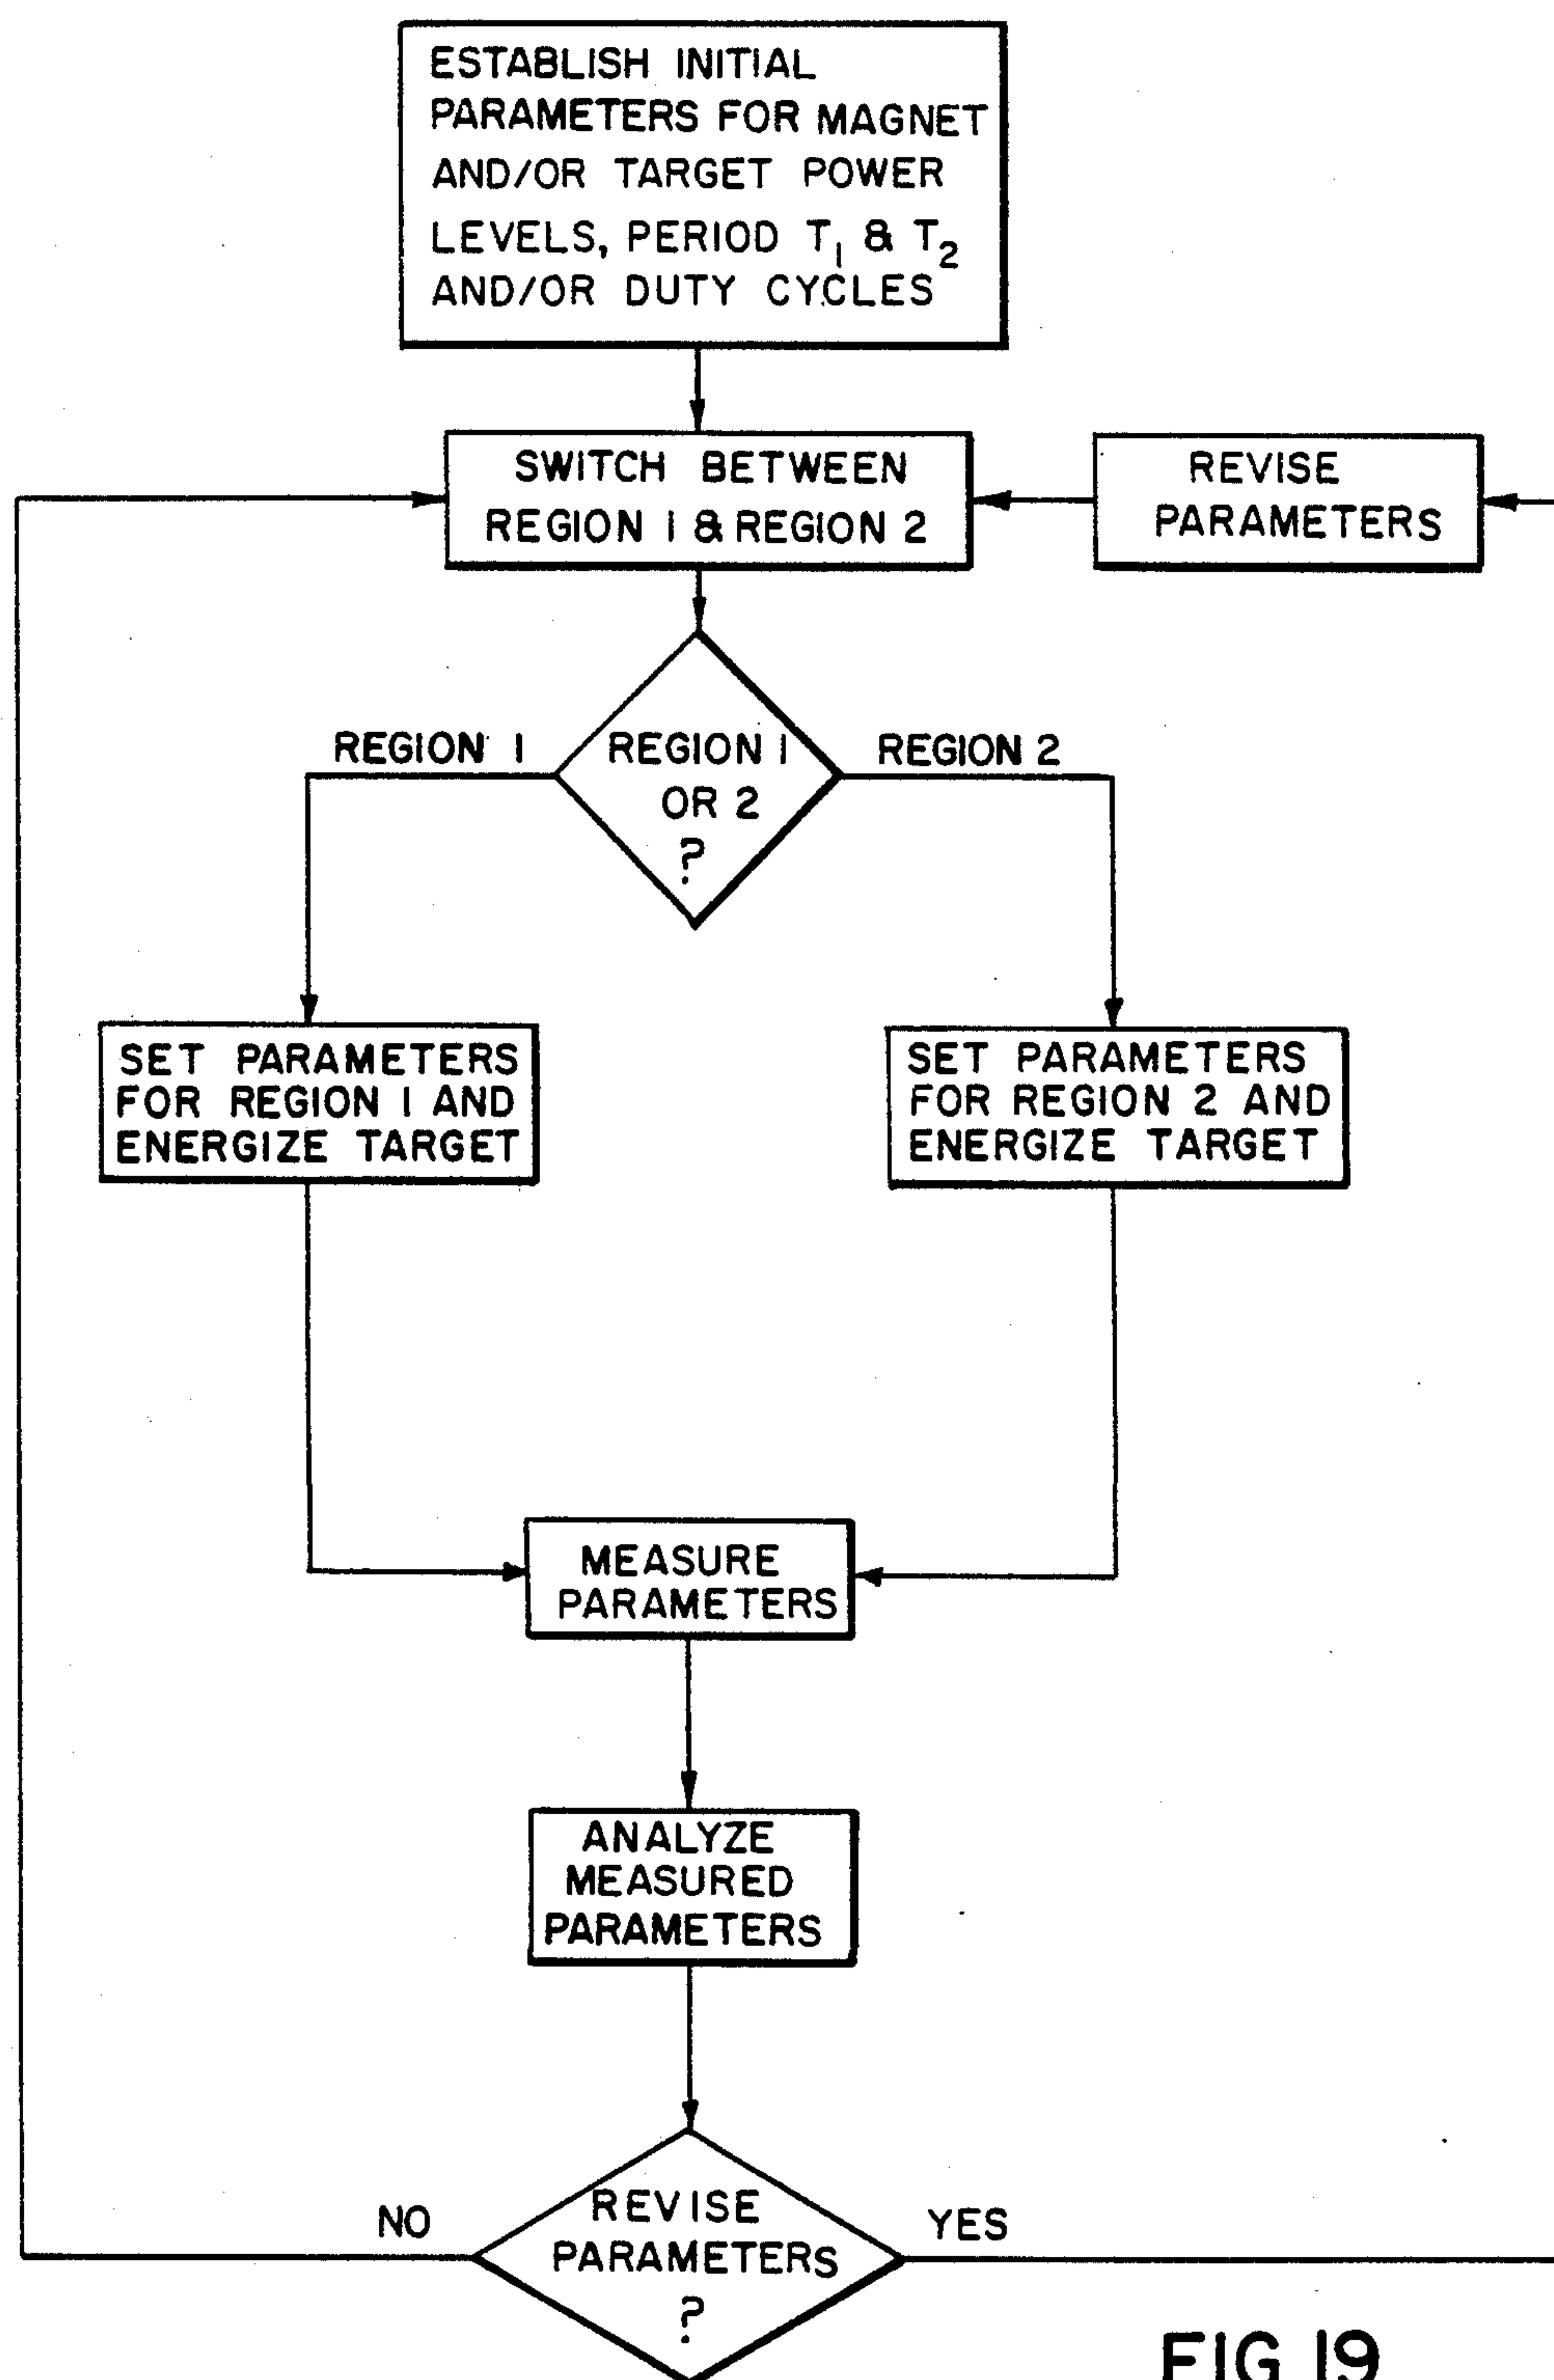 ESTABLISH INITIAL
PARAMETERS FOR MAGNET
AND/OR TARGET POWER
LEVELS, PERIOD T1 & T2
AND/OR DUTY CYCLES
SWITCH BETWEEN
REGION 1 & REGION 2
REVISE
PARAMETERS
REGION 1
REGION 1
OR 2
?
REGION 2
SET PARAMETERS
FOR REGION 1 AND
ENERGIZE TARGET
SET PARAMETERS
FOR REGION 2 AND
ENERGIZE TARGET
MEASURE
PARAMETERS
ANALYZE
MEASURED
PARAMETERS
NO
REVISE
PARAMETERS
?
YES
FIG 19